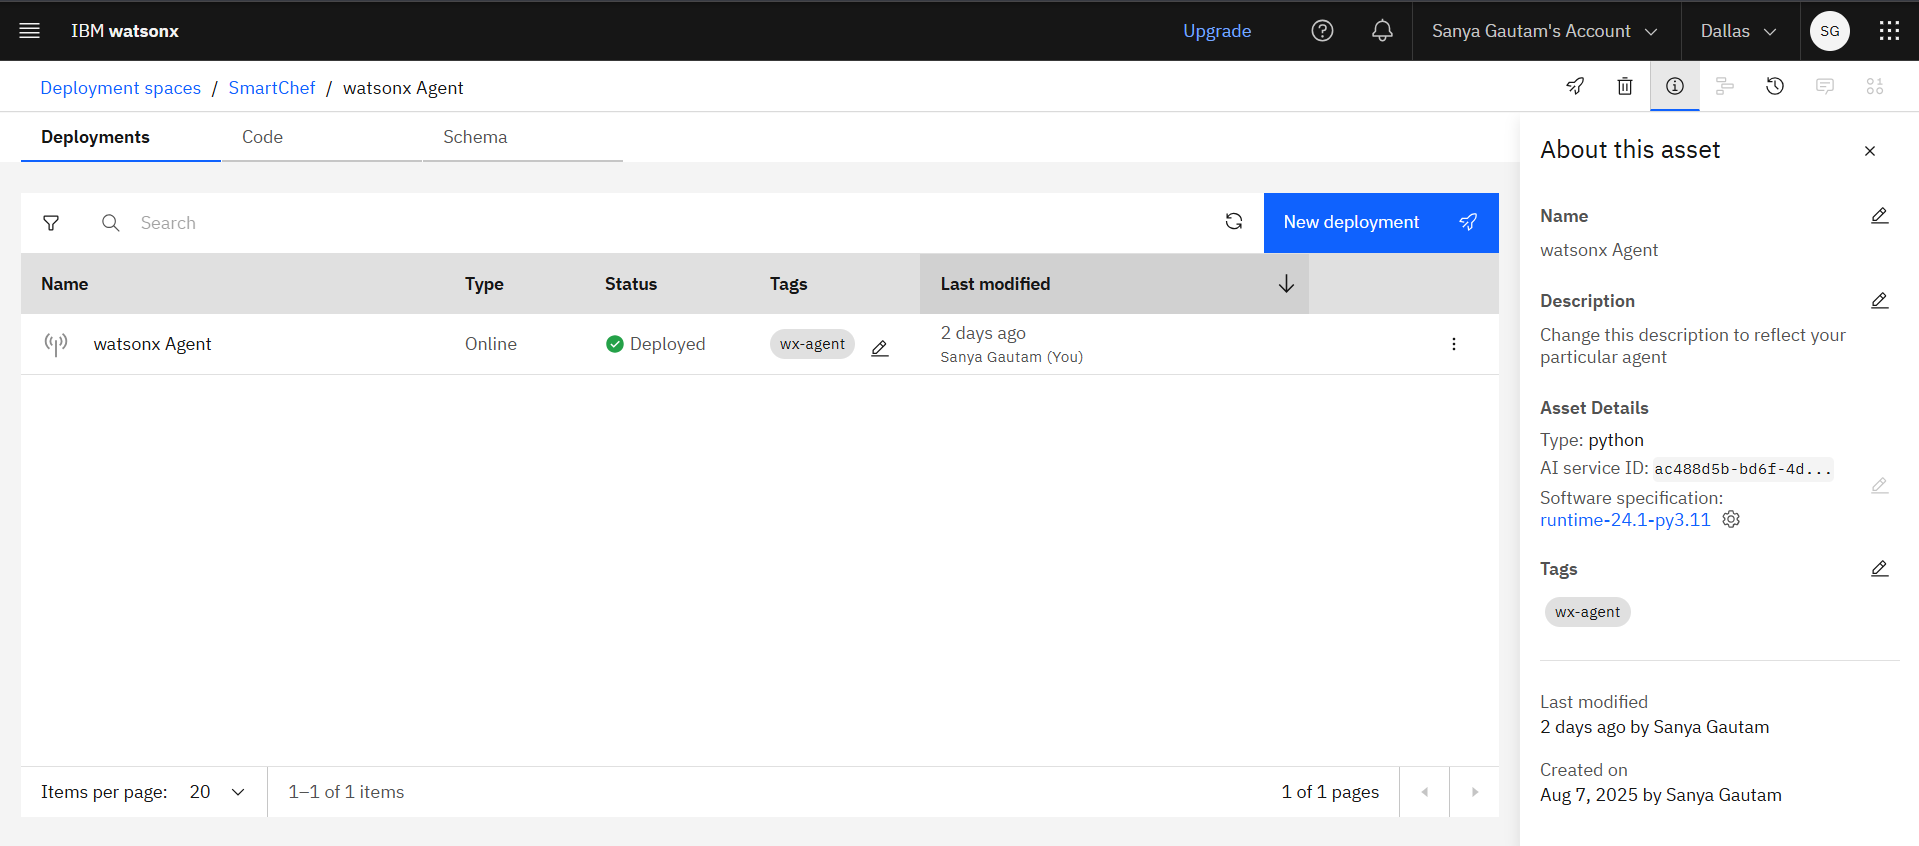 IBM watsonx
Upgrade
Sanya Gautam's Account
Dallas
SG
Deployment spaces / SmartChef / watsonx Agent
Deployments
Code
Schema
Search
New deployment
Name
Type
Status
Tags
Last modified
watsonx Agent
Online
Deployed
wx-agent
2 days ago
Sanya Gautam (You)
Items per page: 20
1–1 of 1 items
1 of 1 pages
About this asset
Name
watsonx Agent
Description
Change this description to reflect your
particular agent
Asset Details
Type: python
AI service ID: ac488d5b-bd6f-4d...
Software specification:
runtime-24.1-py3.11
Tags
wx-agent
Last modified
2 days ago by Sanya Gautam
Created on
Aug 7, 2025 by Sanya Gautam